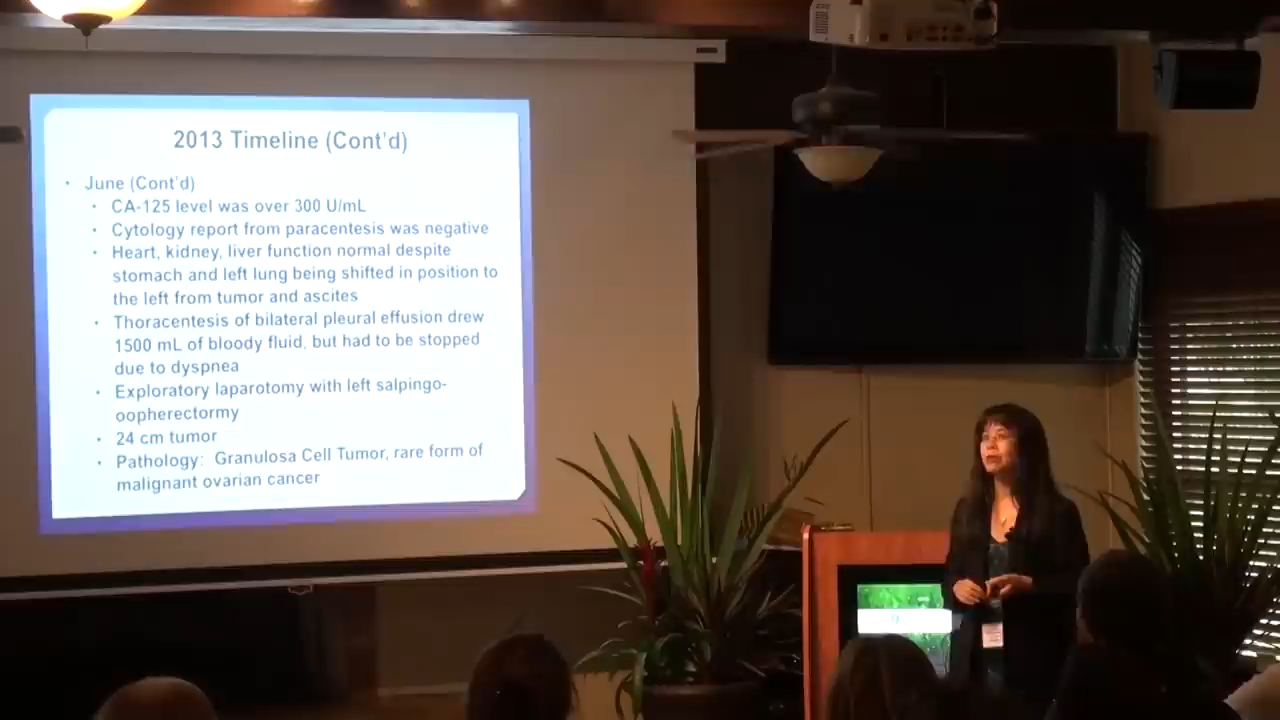 2013 Timeline (Cont'd)
• June (Cont'd)
• CA-125 level was over 300 U/mL
• Cytology report from paracentesis was negative
• Heart, kidney, liver function normal despite
stomach and left lung being shifted in position to
the left from tumor and ascites
• Thoracentesis of bilateral pleural effusion drew
1500 mL of bloody fluid, but had to be stopped
due to dyspnea
• Exploratory laparotomy with left salpingo-
oopherectormy
• 24 cm tumor
• Pathology: Granulosa Cell Tumor, rare form of
malignant ovarian cancer